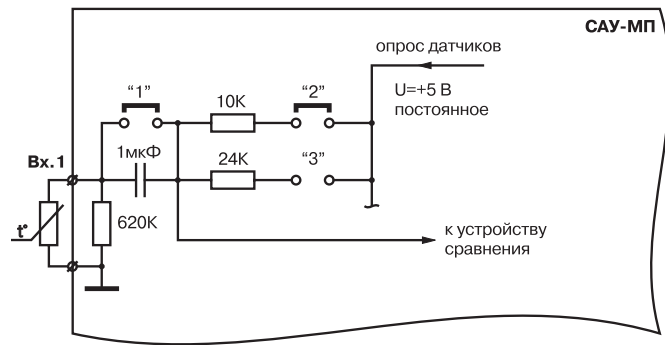 САУ-МП
опрос датчиков
U=+5 В
постоянное
“1”
10К
“2”
1мкФ
24К
“3”
Вх.1
620К
t°
к устройству
сравнения